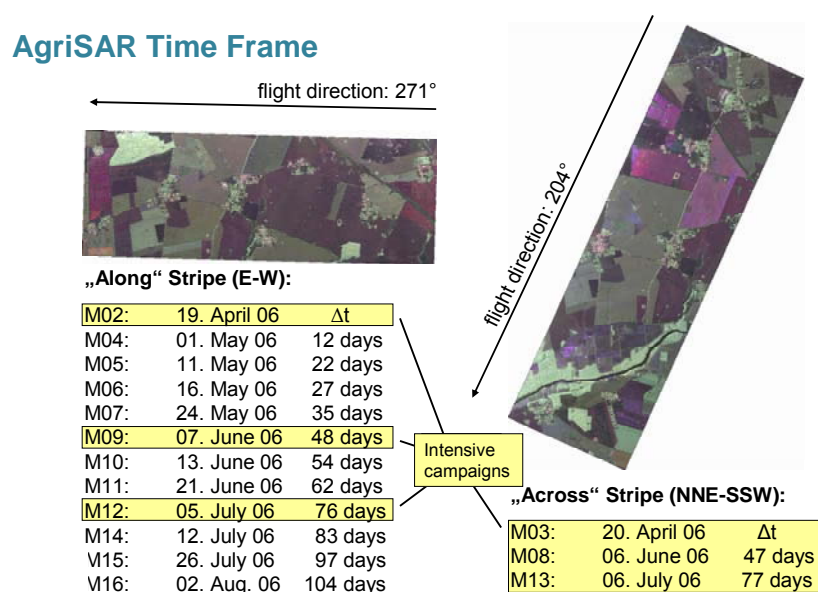 AgriSAR Time Frame
flight direction: 271°
flight direction: 204°
„Along“ Stripe (E-W):
M02: 19. April 06 Δt
M04: 01. May 06 12 days
M05: 11. May 06 22 days
M06: 16. May 06 27 days
M07: 24. May 06 35 days
M09: 07. June 06 48 days
M10: 13. June 06 54 days
M11: 21. June 06 62 days
M12: 05. July 06 76 days
M14: 12. July 06 83 days
M15: 26. July 06 97 days
M16: 02. Aug. 06 104 days
Intensive
campaigns
„Across“ Stripe (NNE-SSW):
M03: 20. April 06 Δt
M08: 06. June 06 47 days
M13: 06. July 06 77 days